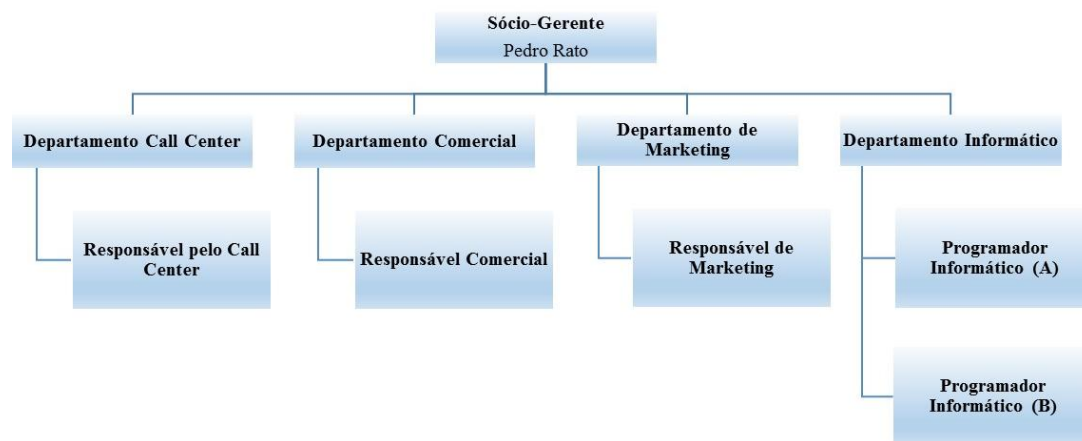 Sócio-Gerente
Pedro Rato
Departamento Call Center
Departamento Comercial
Departamento de
Marketing
Departamento Informático
Responsável pelo Call
Center
Responsável Comercial
Responsável de
Marketing
Programador
Informático (A)
Programador
Informático (B)